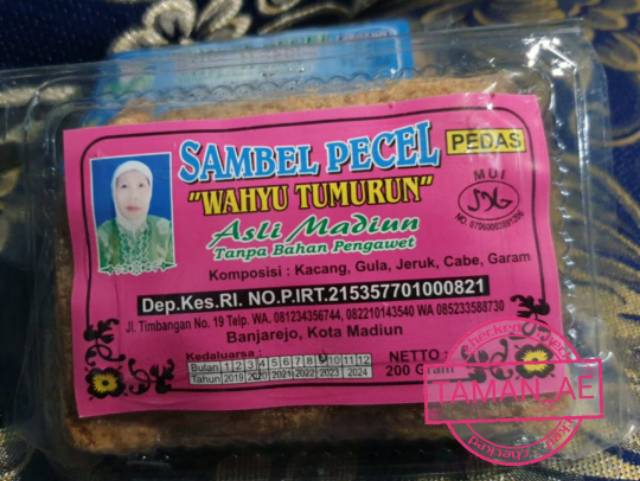 SAMBEL PECEL
PEDAS
"WAHYU TUMURUN"
MUI
Asli Madiun
Tanpa Bahan Pengawet
Komposisi : Kacang, Gula, Jeruk, Cabe, Garam
Dep.Kes.RI. NO.P.IRT.215357701000821
Jl. Timbangan No. 19 Telp. WA, 081234356744, 082210143540 WA 085233588730
Banjarejo, Kota Madiun
Kedaluarsa :
Bulan 1 2 3 4 5 6 7 8 9 10 11 12
Tahun 2019 2020 2021 2022 2023 2024
NETTO :
200 Gram
checked
TAMAN_AE
checked